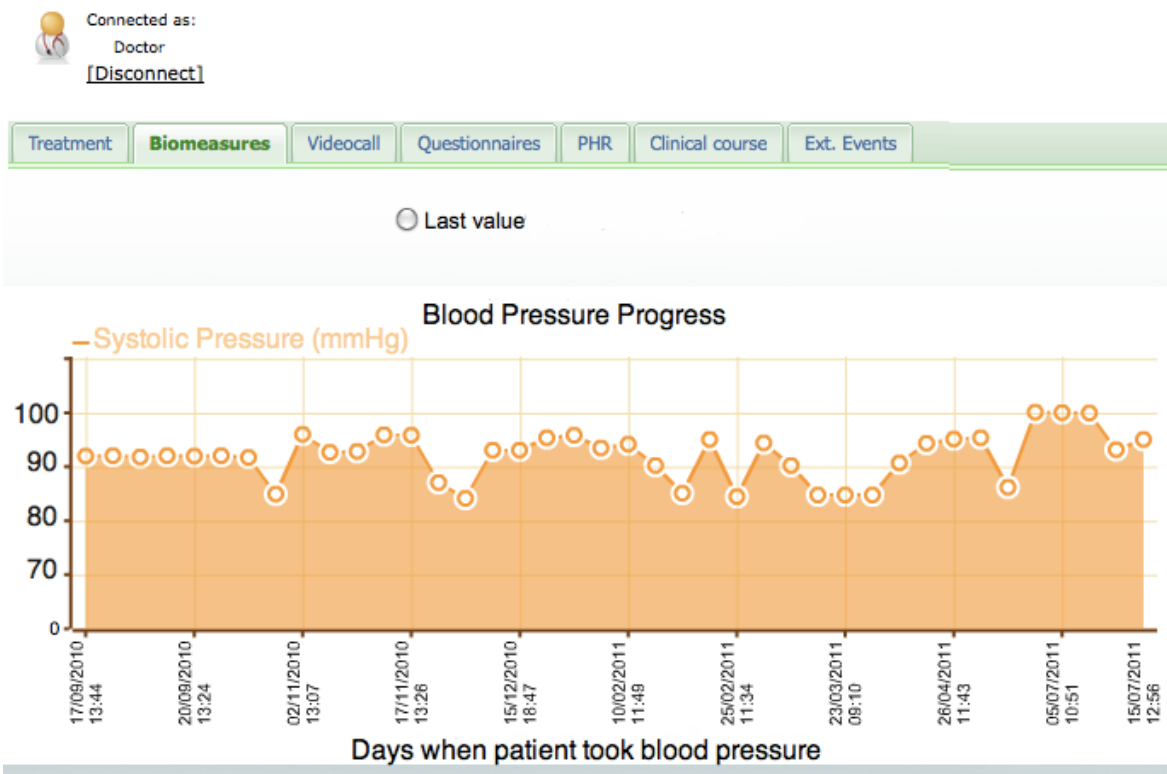 Connected as:
Doctor
[Disconnect]
Treatment
Biomeasures
Videocall
Questionnaires
PHR
Clinical course
Ext. Events
Last value
Blood Pressure Progress
Systolic Pressure (mmHg)
100
90
80
70
0
17/09/2010
13:44
20/09/2010
13:24
02/11/2010
13:07
17/11/2010
13:26
15/12/2010
18:47
10/02/2011
11:49
25/02/2011
11:34
23/03/2011
09:10
26/04/2011
11:43
05/07/2011
10:51
15/07/2011
12:56
Days when patient took blood pressure